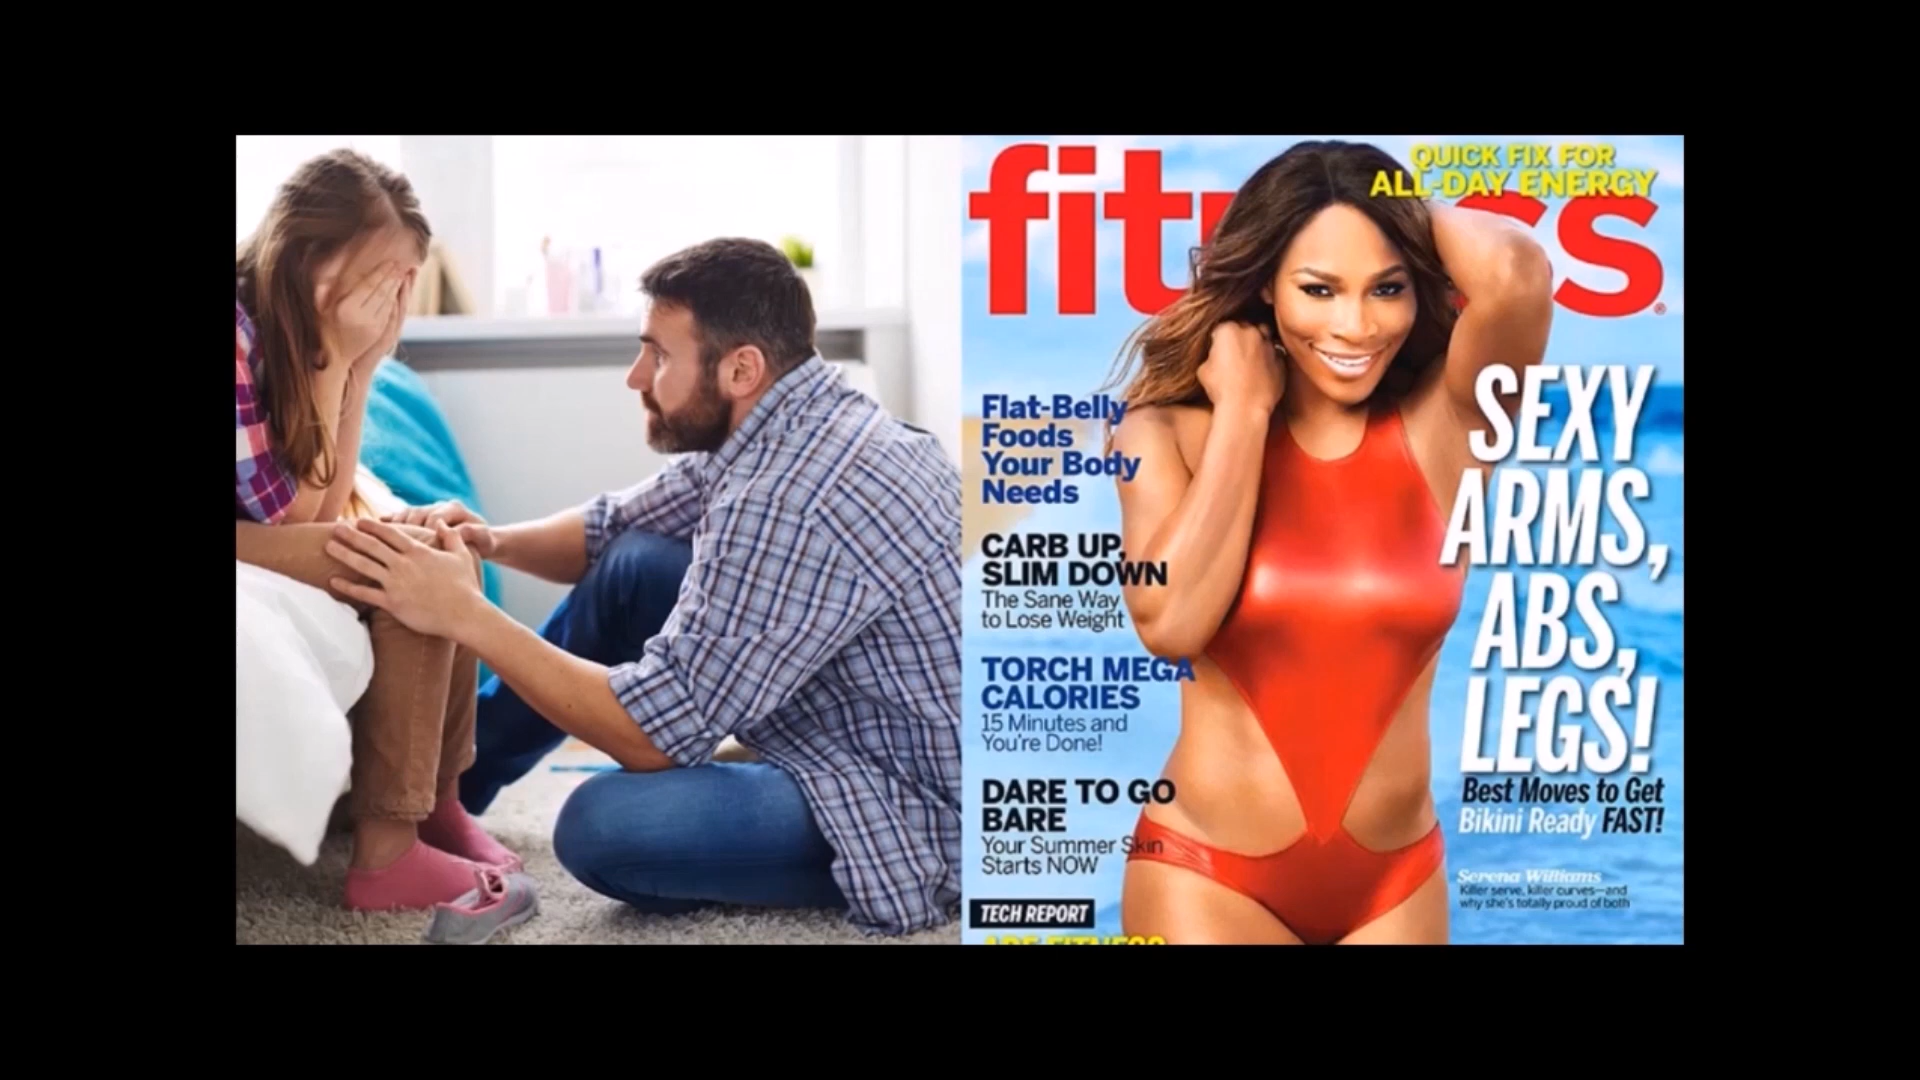 QUICK FIX FOR
ALL-DAY ENERGY
fitness
Flat-Belly
Foods
Your Body
Needs
CARB UP,
SLIM DOWN
The Sane Way
to Lose Weight
TORCH MEGA
CALORIES
15 Minutes and
You're Done!
DARE TO GO
BARE
Your Summer Skin
Starts NOW
TECH REPORT
SEXY
ARMS,
ABS,
LEGS!
Best Moves to Get
Bikini Ready FAST!
Serena Williams
Killer serve, killer curves—and
why she's totally proud of both